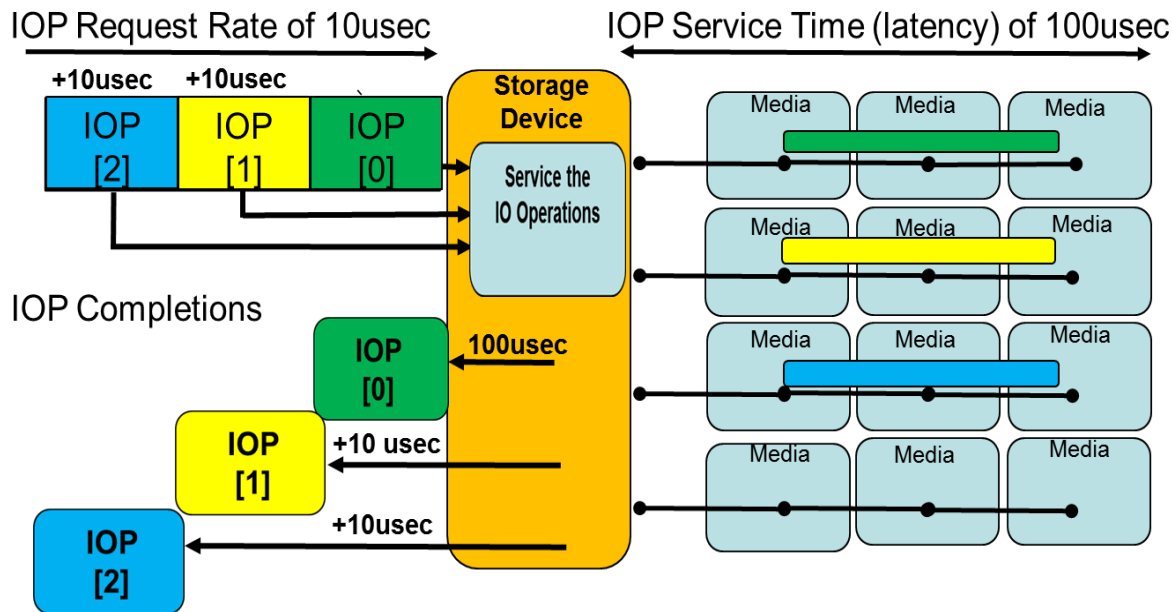 IOP Request Rate of 10usec
IOP Service Time (latency) of 100usec
+10usec
+10usec
IOP
[2]
IOP
[1]
IOP
[0]
Storage
Device
Service the
IO Operations
Media
Media
Media
Media
Media
Media
Media
Media
Media
Media
Media
Media
IOP Completions
IOP
[0]
100usec
IOP
[1]
+10 usec
IOP
[2]
+10usec